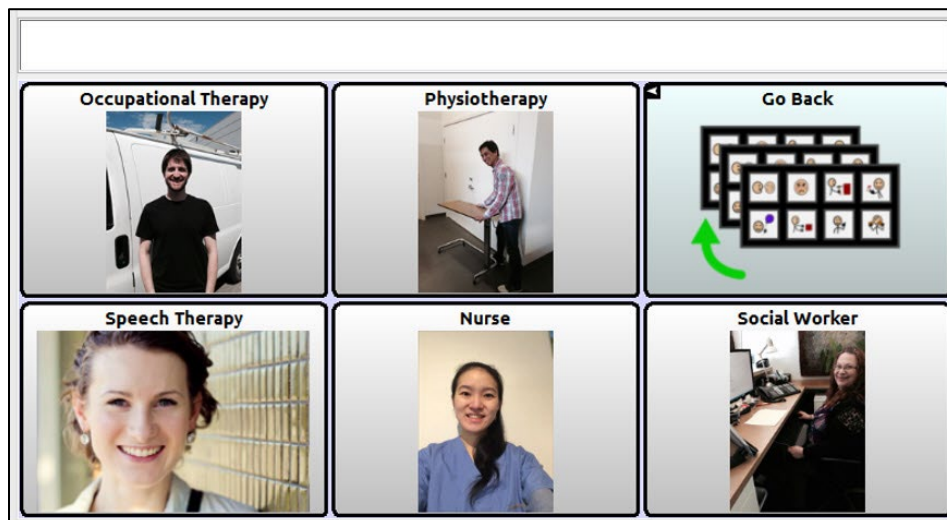 Occupational Therapy
Physiotherapy
Go Back
Speech Therapy
Nurse
Social Worker